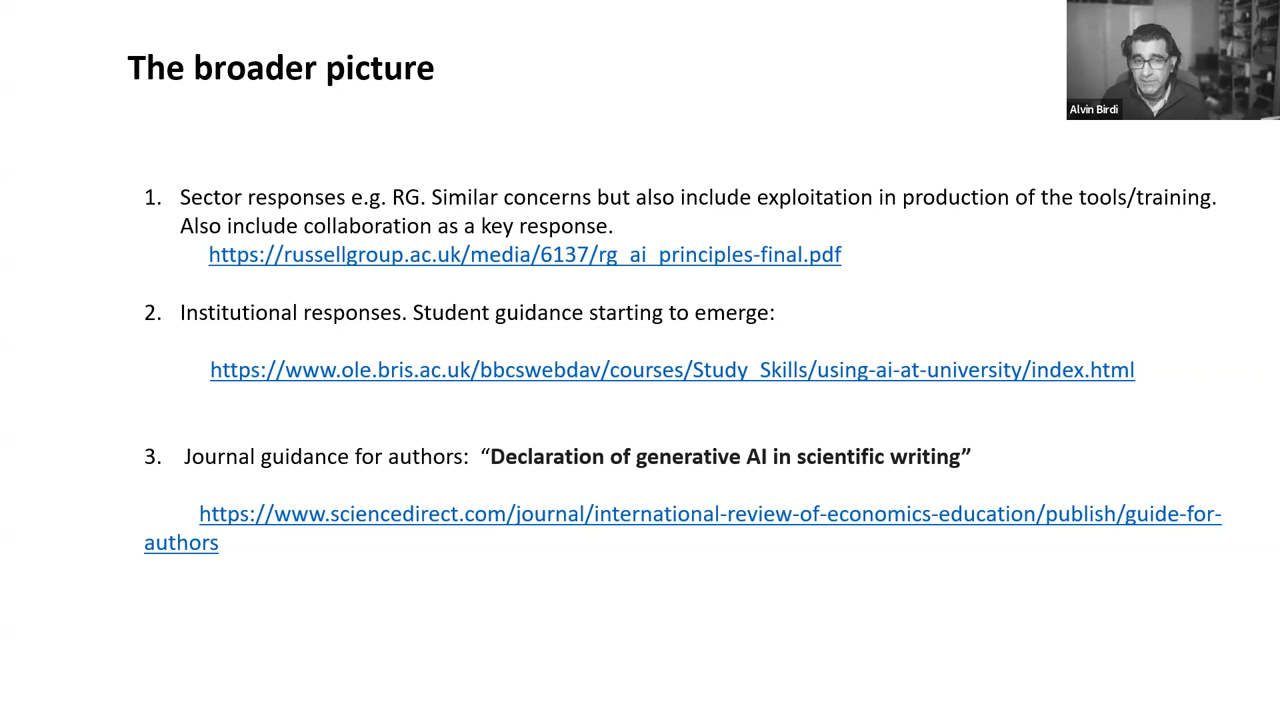 The broader picture
Alvin Birdi
1. Sector responses e.g. RG. Similar concerns but also include exploitation in production of the tools/training.
Also include collaboration as a key response.
https://russellgroup.ac.uk/media/6137/rg_ai_principles-final.pdf
2. Institutional responses. Student guidance starting to emerge:
https://www.ole.bris.ac.uk/bbcswebdav/courses/Study_Skills/using-ai-at-university/index.html
3. Journal guidance for authors: “Declaration of generative AI in scientific writing”
https://www.sciencedirect.com/journal/international-review-of-economics-education/publish/guide-for-
authors